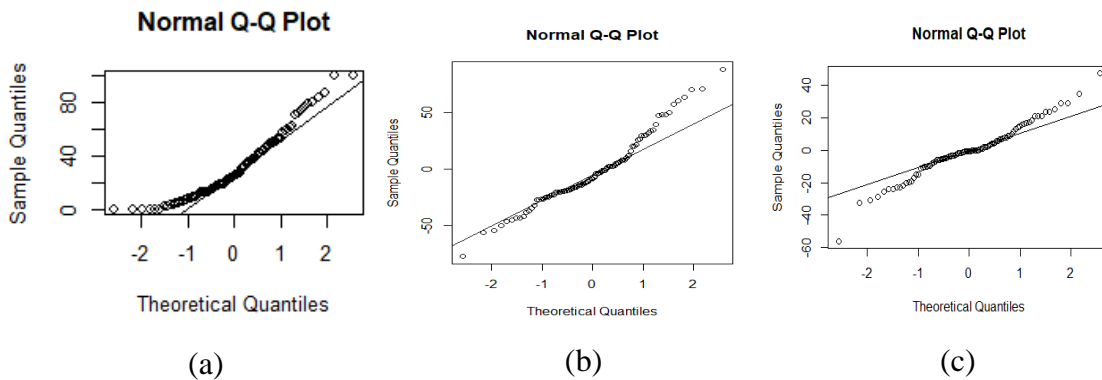 Normal Q-Q Plot
Sample Quantiles
0 40 80
-2 -1 0 1 2
Theoretical Quantiles
(a)
Normal Q-Q Plot
Sample Quantiles
-50 0 50
-2 -1 0 1 2
Theoretical Quantiles
(b)
Normal Q-Q Plot
Sample Quantiles
-60 -40 -20 0 20 40
-2 -1 0 1 2
Theoretical Quantiles
(c)